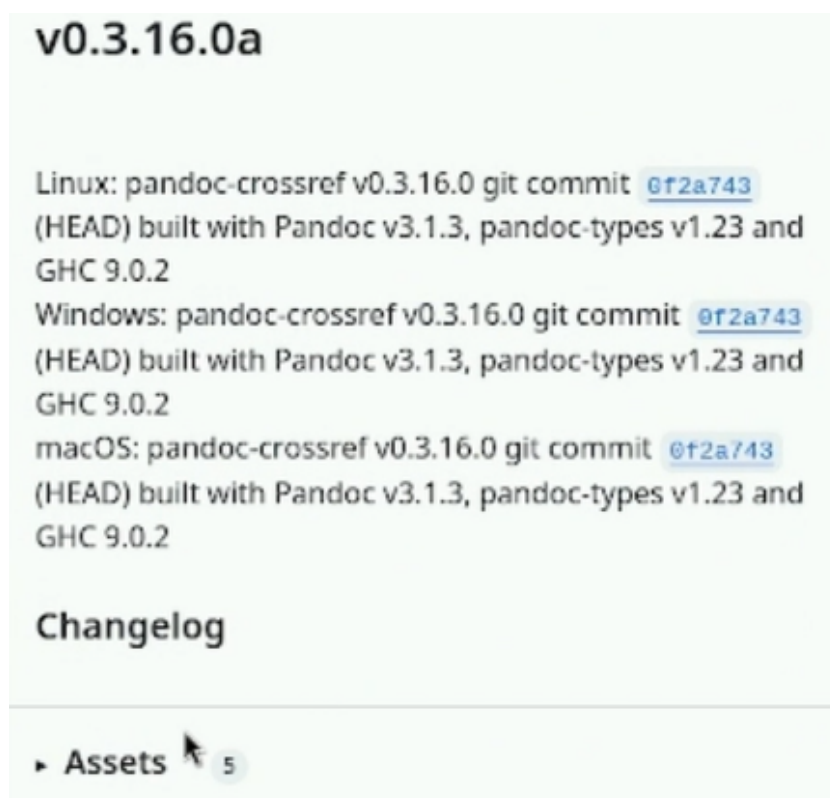 v0.3.16.0a
Linux: pandoc-crossref v0.3.16.0 git commit 0f2a743
(HEAD) built with Pandoc v3.1.3, pandoc-types v1.23 and
GHC 9.0.2
Windows: pandoc-crossref v0.3.16.0 git commit 0f2a743
(HEAD) built with Pandoc v3.1.3, pandoc-types v1.23 and
GHC 9.0.2
macOS: pandoc-crossref v0.3.16.0 git commit 0f2a743
(HEAD) built with Pandoc v3.1.3, pandoc-types v1.23 and
GHC 9.0.2
Changelog
Assets 5